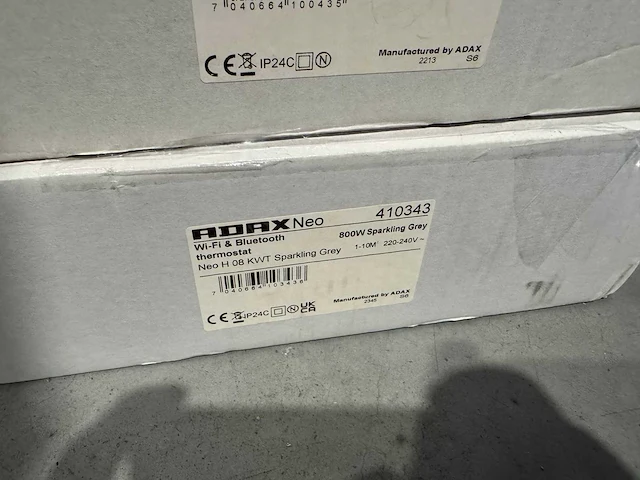 7 040664 100435
CE IP24C N
Manufactured by ADAX
2213 S6
ADAX Neo 410343
Wi-Fi & Bluetooth thermostat 800W Sparkling Grey
Neo H 08 KWT Sparkling Grey 1-10M² 220-240V ~
7 040664 103436
CE IP24C N UKCA
Manufactured by ADAX
2345 S6